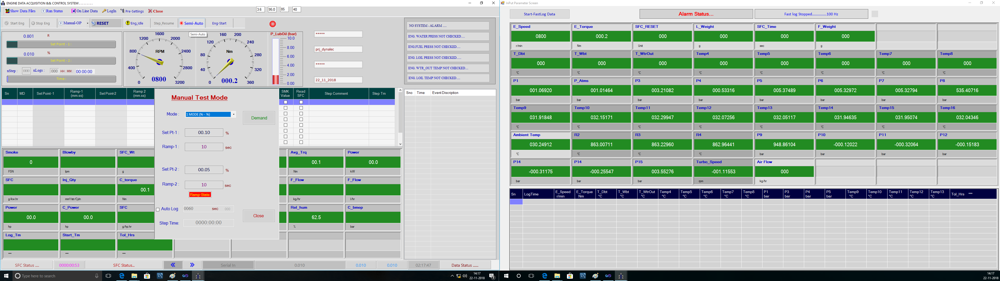 ENGINE DATA ACQUISITION && CONTROL SYSTEM . . . . . . . . .
Show Data Files Run Status On Line Data LogIn Pre-Settings Close 3.6 95.0 85 40
Start Eng Stop Eng Manual-OP RESET Eng_Idle Step_Resume Semi-Auto Eng-Start
Semi-Auto
0.801 R
Set Point - 1 :
0.010 %
Set Point - 2 :
nStep : 000 nLogs : 000 HH : MM : 00:00:00
Time :
0 400 800 1200 1600 2000 2400 2800 3200
RPM
0800
0 40 80 120 160 200 240 280 320 360
Nm
000.2
P_LubOil (bar)
10.0
8.00
6.00
4.00
2.00
0.00
*****
prj_dynalec
*****
22_11_2018
NO SYSTEM - ALARM .....
ENG. WATER PRESS NOT CHECKED.....
ENG.FUEL PRESS NOT CHECKED.....
ENG. LOIL PRESS NOT CHECKED......
ENG. WTR_OUT TEMP NOT CHECKED....
ENG. LOIL TEMP NOT CHECKED.....
Sn MD Set Point -1 Ramp-1 (mm.ss) Set Point-2 Ramp 2 (mm.ss) SMK Value Read SFC Step Comment Step Tm
Sno Time Event Discription
Manual Test Mode
Mode : 1 MODE (% - %) Demand
Set Pt-1 : 00.10 %
Ramp-1 : 10 sec
Set Pt-2 : 00.05 %
Ramp-2 : 10 sec
Ramp-State
Auto Log 0060 sec 000
Close
Step Time: 0000:00:00
Smoke Blowby SFC_Wt Avg_Trq Power
0 00.1 00.0
FSN lpm g Nm kW
SFC Inj_Qty C_torque F_Flow F_Flow
00.1
g/kw.hr mm³/str/Cyln Nm kg/hr l/hr
Power C_Power SFC Rel_hum C_bmep
00.0 00.0 62.5
hp hp g/hp.hr % bar
Log_Tm Start_Tm Tol_Hrs
--- --- ---
SFC Status ..... 0000:00:53 SFC Status... Serial In 0.010 0.010 0.010 02:17:47 Data Status .......
Type here to search
14:17
22-11-2018
3
InPut Parameter Screen
Start-FastLog Data Alarm Status... Fast log Stopped..............100 Hz
E_Speed E_Torque SFC_RESET L_Weight SFC_Time F_Weight
0800 000.2 000 000 000 000
r/min Nm Unit g sec g
T_Dbt T_Wbt T_WtrOut Temp4 Temp5 Temp6 Temp7 Temp8
000 000 000 000 000 000 000 000
°C °C °C °C °C °C °C °C
P1 P_Atms P3 P4 P5 P6 P7 P8
001.06920 001.01464 003.21082 000.53316 005.37489 005.32972 005.32794 535.40716
bar bar bar bar bar bar bar bar
Temp9 Temp10 Temp11 Temp12 Temp13 Temp14 Temp15 Temp16
031.91848 032.15171 032.29947 032.07256 032.05117 031.94635 031.95074 032.04346
°C °C °C °C °C °C °C °C
Ambient Temp R2 R3 R4 P9 P10 P11 P12
030.24912 863.00711 863.22960 862.96441 948.86104 -000.12022 -000.32064 -000.15183
°C °C °C °C bar bar bar bar
P14 P14 P15 Turbo_Speed Air Flow
-000.31175 -000.25547 003.55276 -001.11553 000
bar bar bar rpm kg/hr
Sn LogTime E_Speed r/min E_Torque Nm T_Dbt °C T_Wbt °C T_WtrOut °C Temp4 °C Temp5 °C Temp6 °C Temp7 °C Temp8 °C P1 bar P3 bar P4 bar P5 bar Temp9 °C Temp10 °C Temp11 °C Temp12 °C Temp13 °C Tol_Hrs ***
14:17
22-11-2018